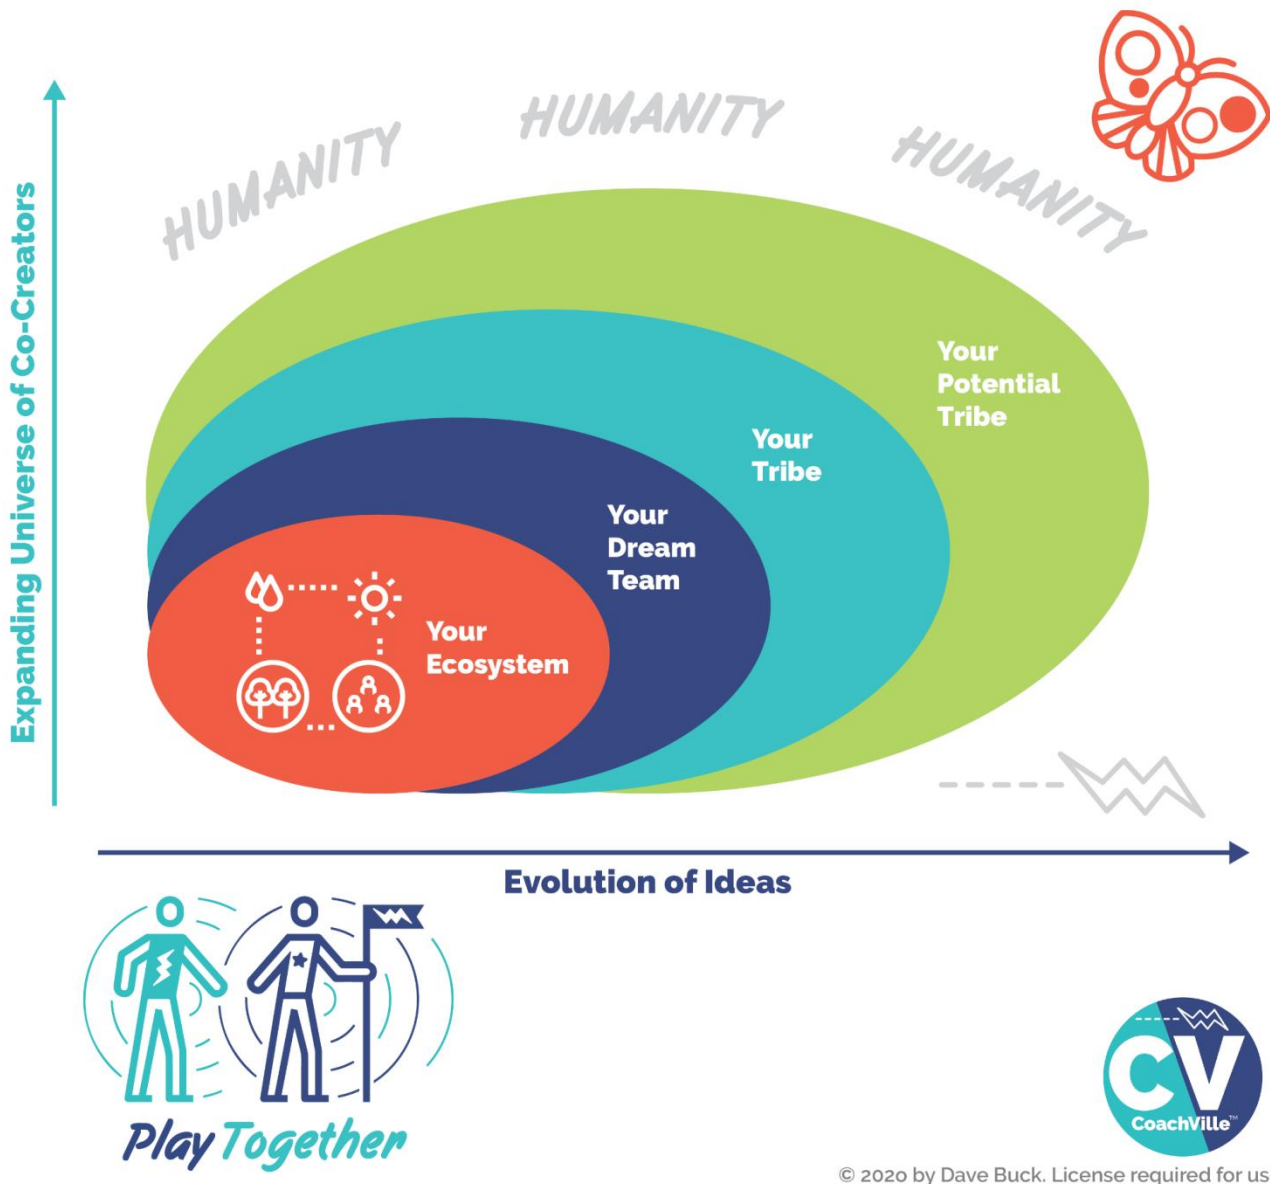 HUMANITY
HUMANITY
HUMANITY
Expanding Universe of Co-Creators
Your
Potential
Tribe
Your
Tribe
Your
Dream
Team
Your
Ecosystem
Evolution of Ideas
Play Together
CV
CoachVille™
© 2020 by Dave Buck. License required for us